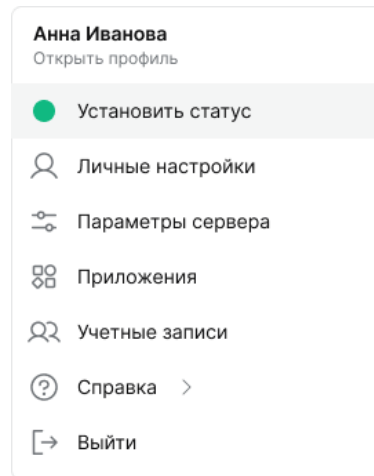 Анна Иванова
Открыть профиль
Установить статус
Личные настройки
Параметры сервера
Приложения
Учетные записи
Справка
Выйти